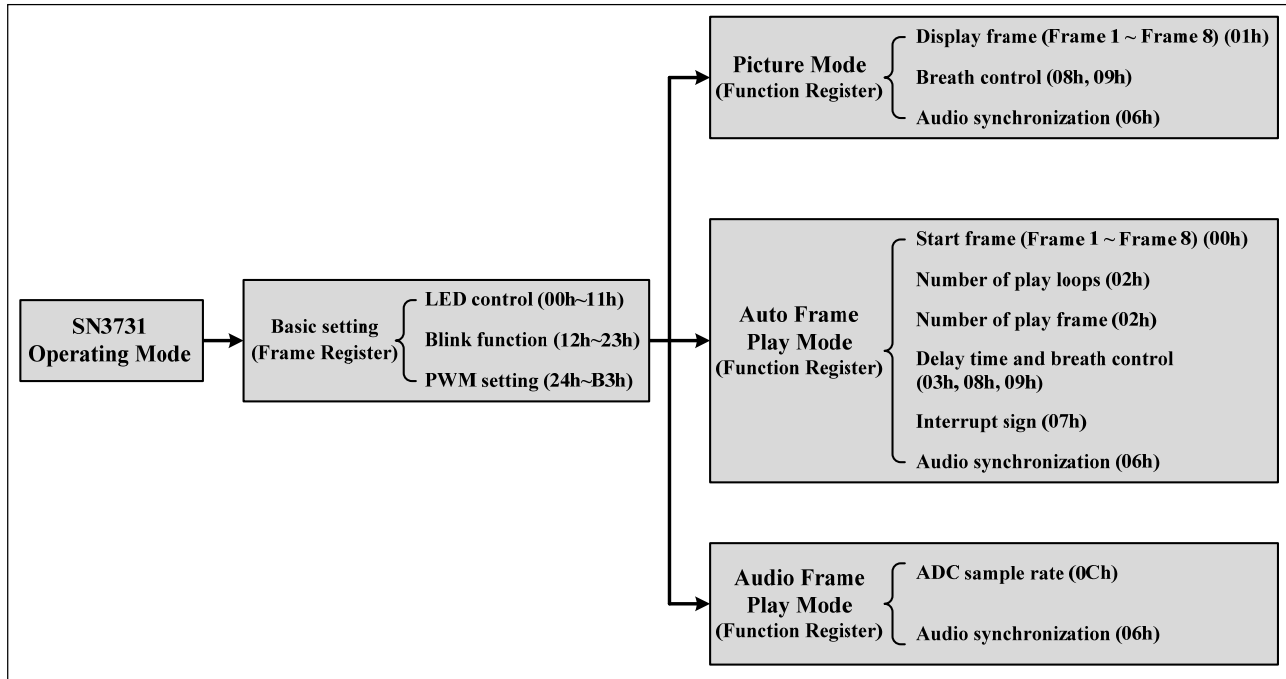 SN3731
Operating Mode
Basic setting
(Frame Register)
LED control (00h~11h)
Blink function (12h~23h)
PWM setting (24h~B3h)
Picture Mode
(Function Register)
Display frame (Frame 1 ~ Frame 8) (01h)
Breath control (08h, 09h)
Audio synchronization (06h)
Auto Frame
Play Mode
(Function Register)
Start frame (Frame 1 ~ Frame 8) (00h)
Number of play loops (02h)
Number of play frame (02h)
Delay time and breath control
(03h, 08h, 09h)
Interrupt sign (07h)
Audio synchronization (06h)
Audio Frame
Play Mode
(Function Register)
ADC sample rate (0Ch)
Audio synchronization (06h)